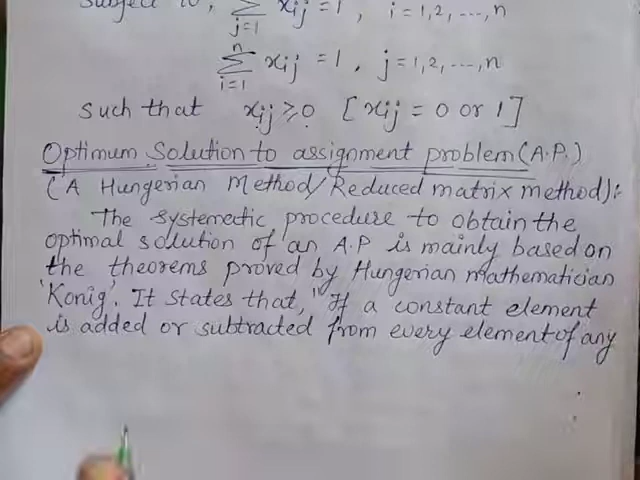 Subject to, ∑_{j=1} xij = 1, i = 1,2, ---, n
∑_{i=1}^{n} xij = 1, j = 1,2, ---, n
such that xij ≥ 0 [xij = 0 or 1]
Optimum Solution to assignment problem (A.P.)
(A Hungerian Method/Reduced matrix method):-
The systematic procedure to obtain the
optimal solution of an A.P is mainly based on
the theorems proved by Hungerian mathematician
'Konig'. It states that, "If a constant element
is added or subtracted from every element of any